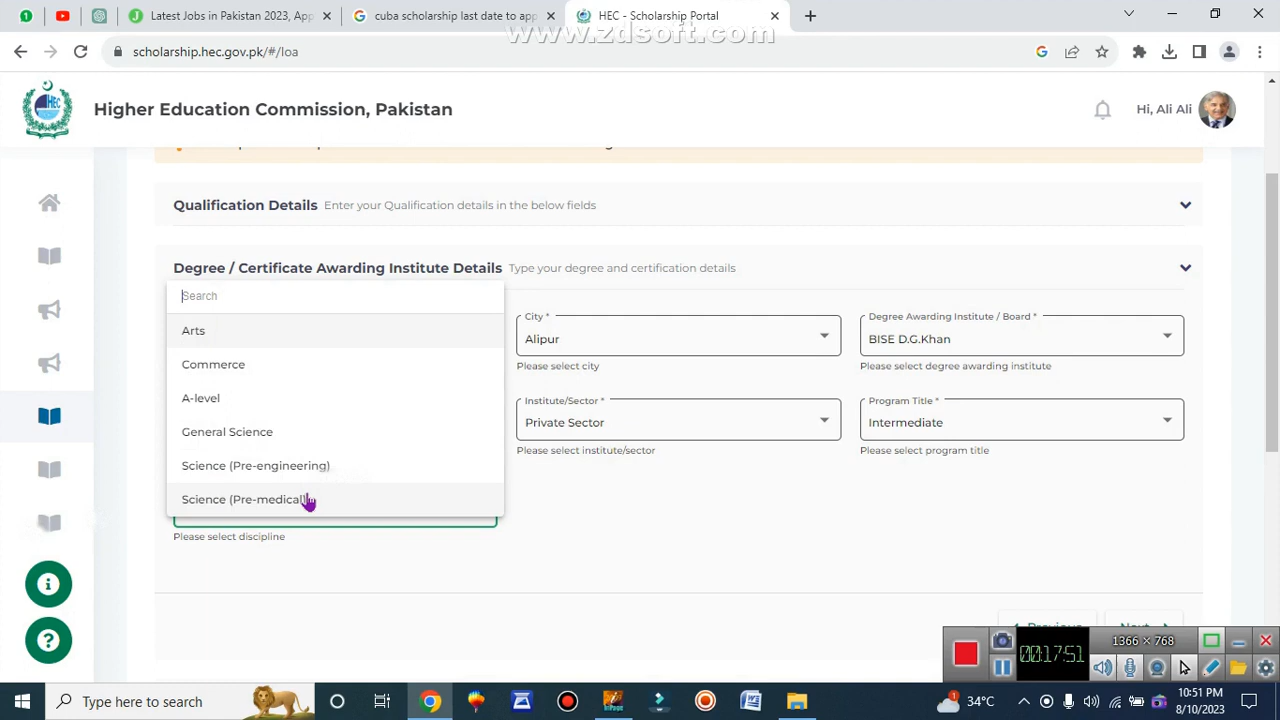 Latest Jobs in Pakistan 2023, App
cuba scholarship last date to app
HEC - Scholarship Portal
www.zdsoft.com
scholarship.hec.gov.pk/#/loa
Higher Education Commission, Pakistan
Hi, Ali Ali
Qualification Details Enter your Qualification details in the below fields
Degree / Certificate Awarding Institute Details Type your degree and certification details
Search
Arts
Commerce
A-level
General Science
Science (Pre-engineering)
Science (Pre-medical)
Please select discipline
City *
Alipur
Please select city
Degree Awarding Institute / Board *
BISE D.G.Khan
Please select degree awarding institute
Institute/Sector *
Private Sector
Please select institute/sector
Program Title *
Intermediate
Please select program title
Previous
Next
00:17:51
1366 × 768
Type here to search
34°C
10:51 PM
8/10/2023